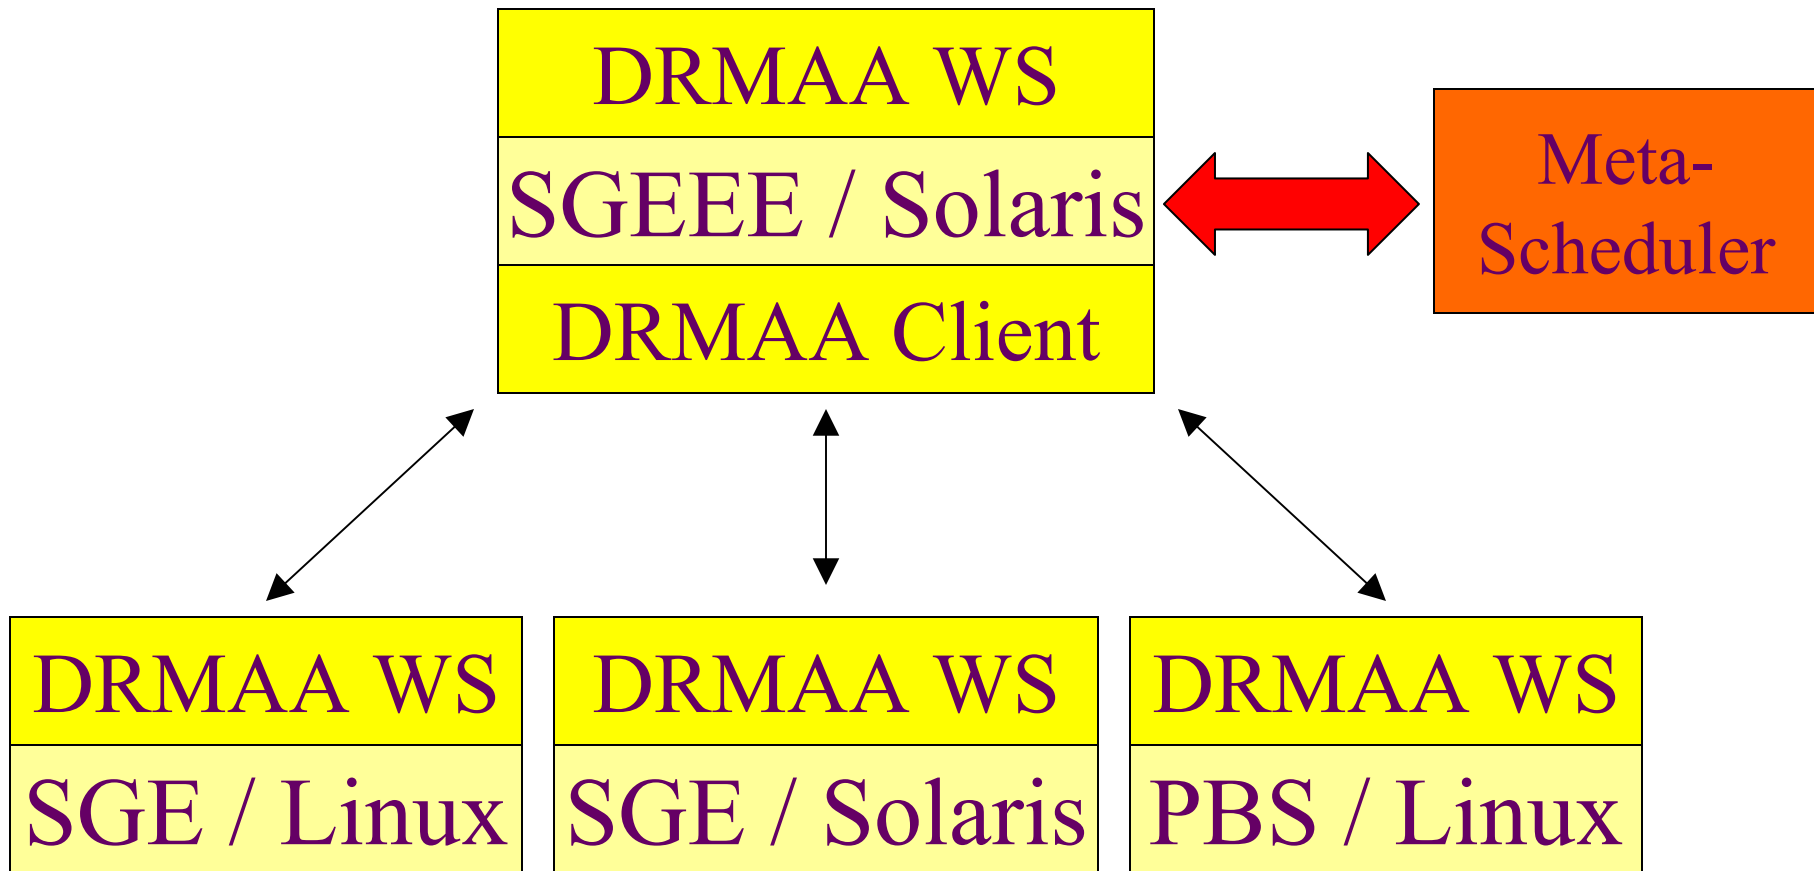 DRMAA WS
SGEEE / Solaris
DRMAA Client
Meta-
Scheduler
DRMAA WS
SGE / Linux
DRMAA WS
SGE / Solaris
DRMAA WS
PBS / Linux